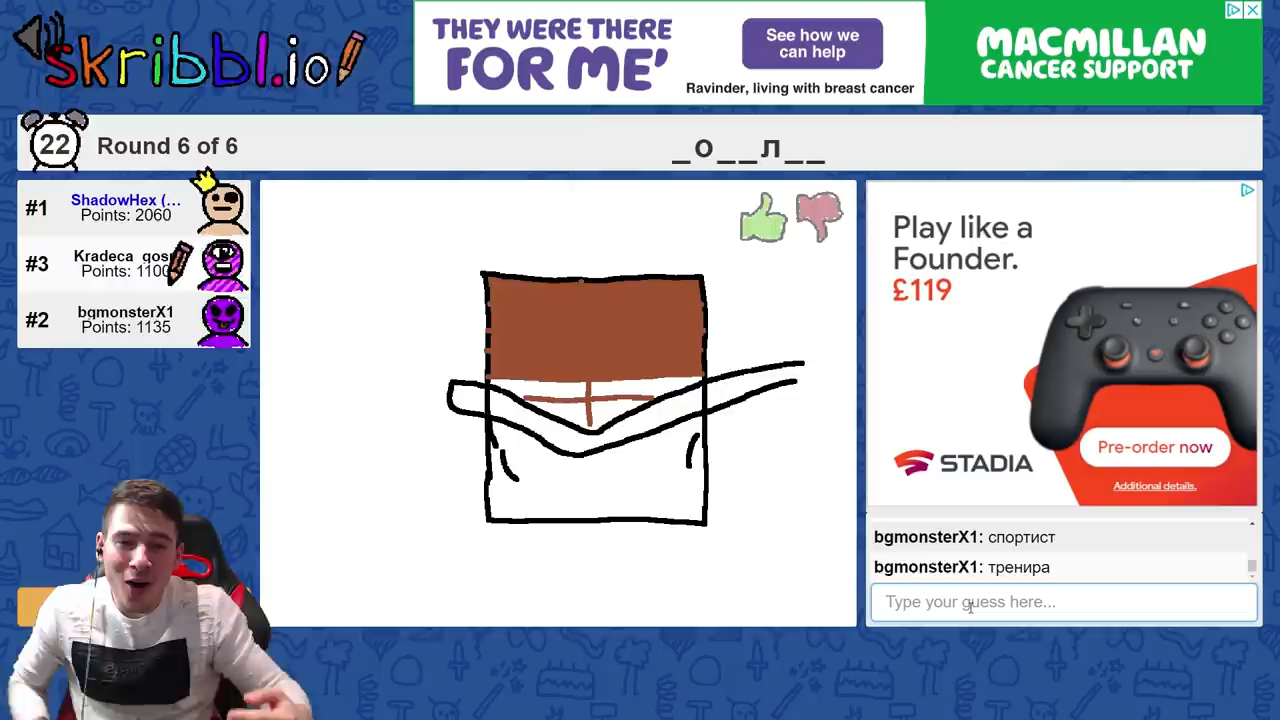 skribbl.io
THEY WERE THERE
FOR ME'
See how we
can help
Ravinder, living with breast cancer
MACMILLAN
CANCER SUPPORT
22
Round 6 of 6
_о__л__
#1
ShadowHex (...
Points: 2060
#3
Kradeca_gosp
Points: 1100
#2
bgmonsterX1
Points: 1135
Play like a
Founder.
£119
Pre-order now
STADIA
Additional details.
bgmonsterX1: спортист
bgmonsterX1: тренира
Type your guess here...